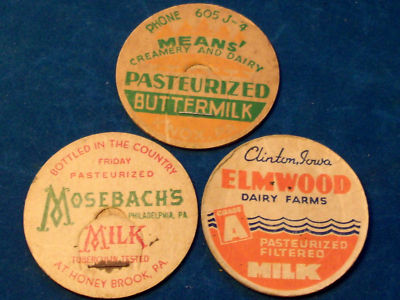 PHONE 605 J-4
MEANS'
CREAMERY AND DAIRY
PASTEURIZED
BUTTERMILK
BOTTLED IN THE COUNTRY
FRIDAY
PASTEURIZED
MOSEBACH'S
PHILADELPHIA, PA.
MILK
TUBERCULIN TESTED
AT HONEY BROOK, PA.
Clinton, Iowa
ELMWOOD
DAIRY FARMS
GRADE
A
PASTEURIZED
FILTERED
MILK